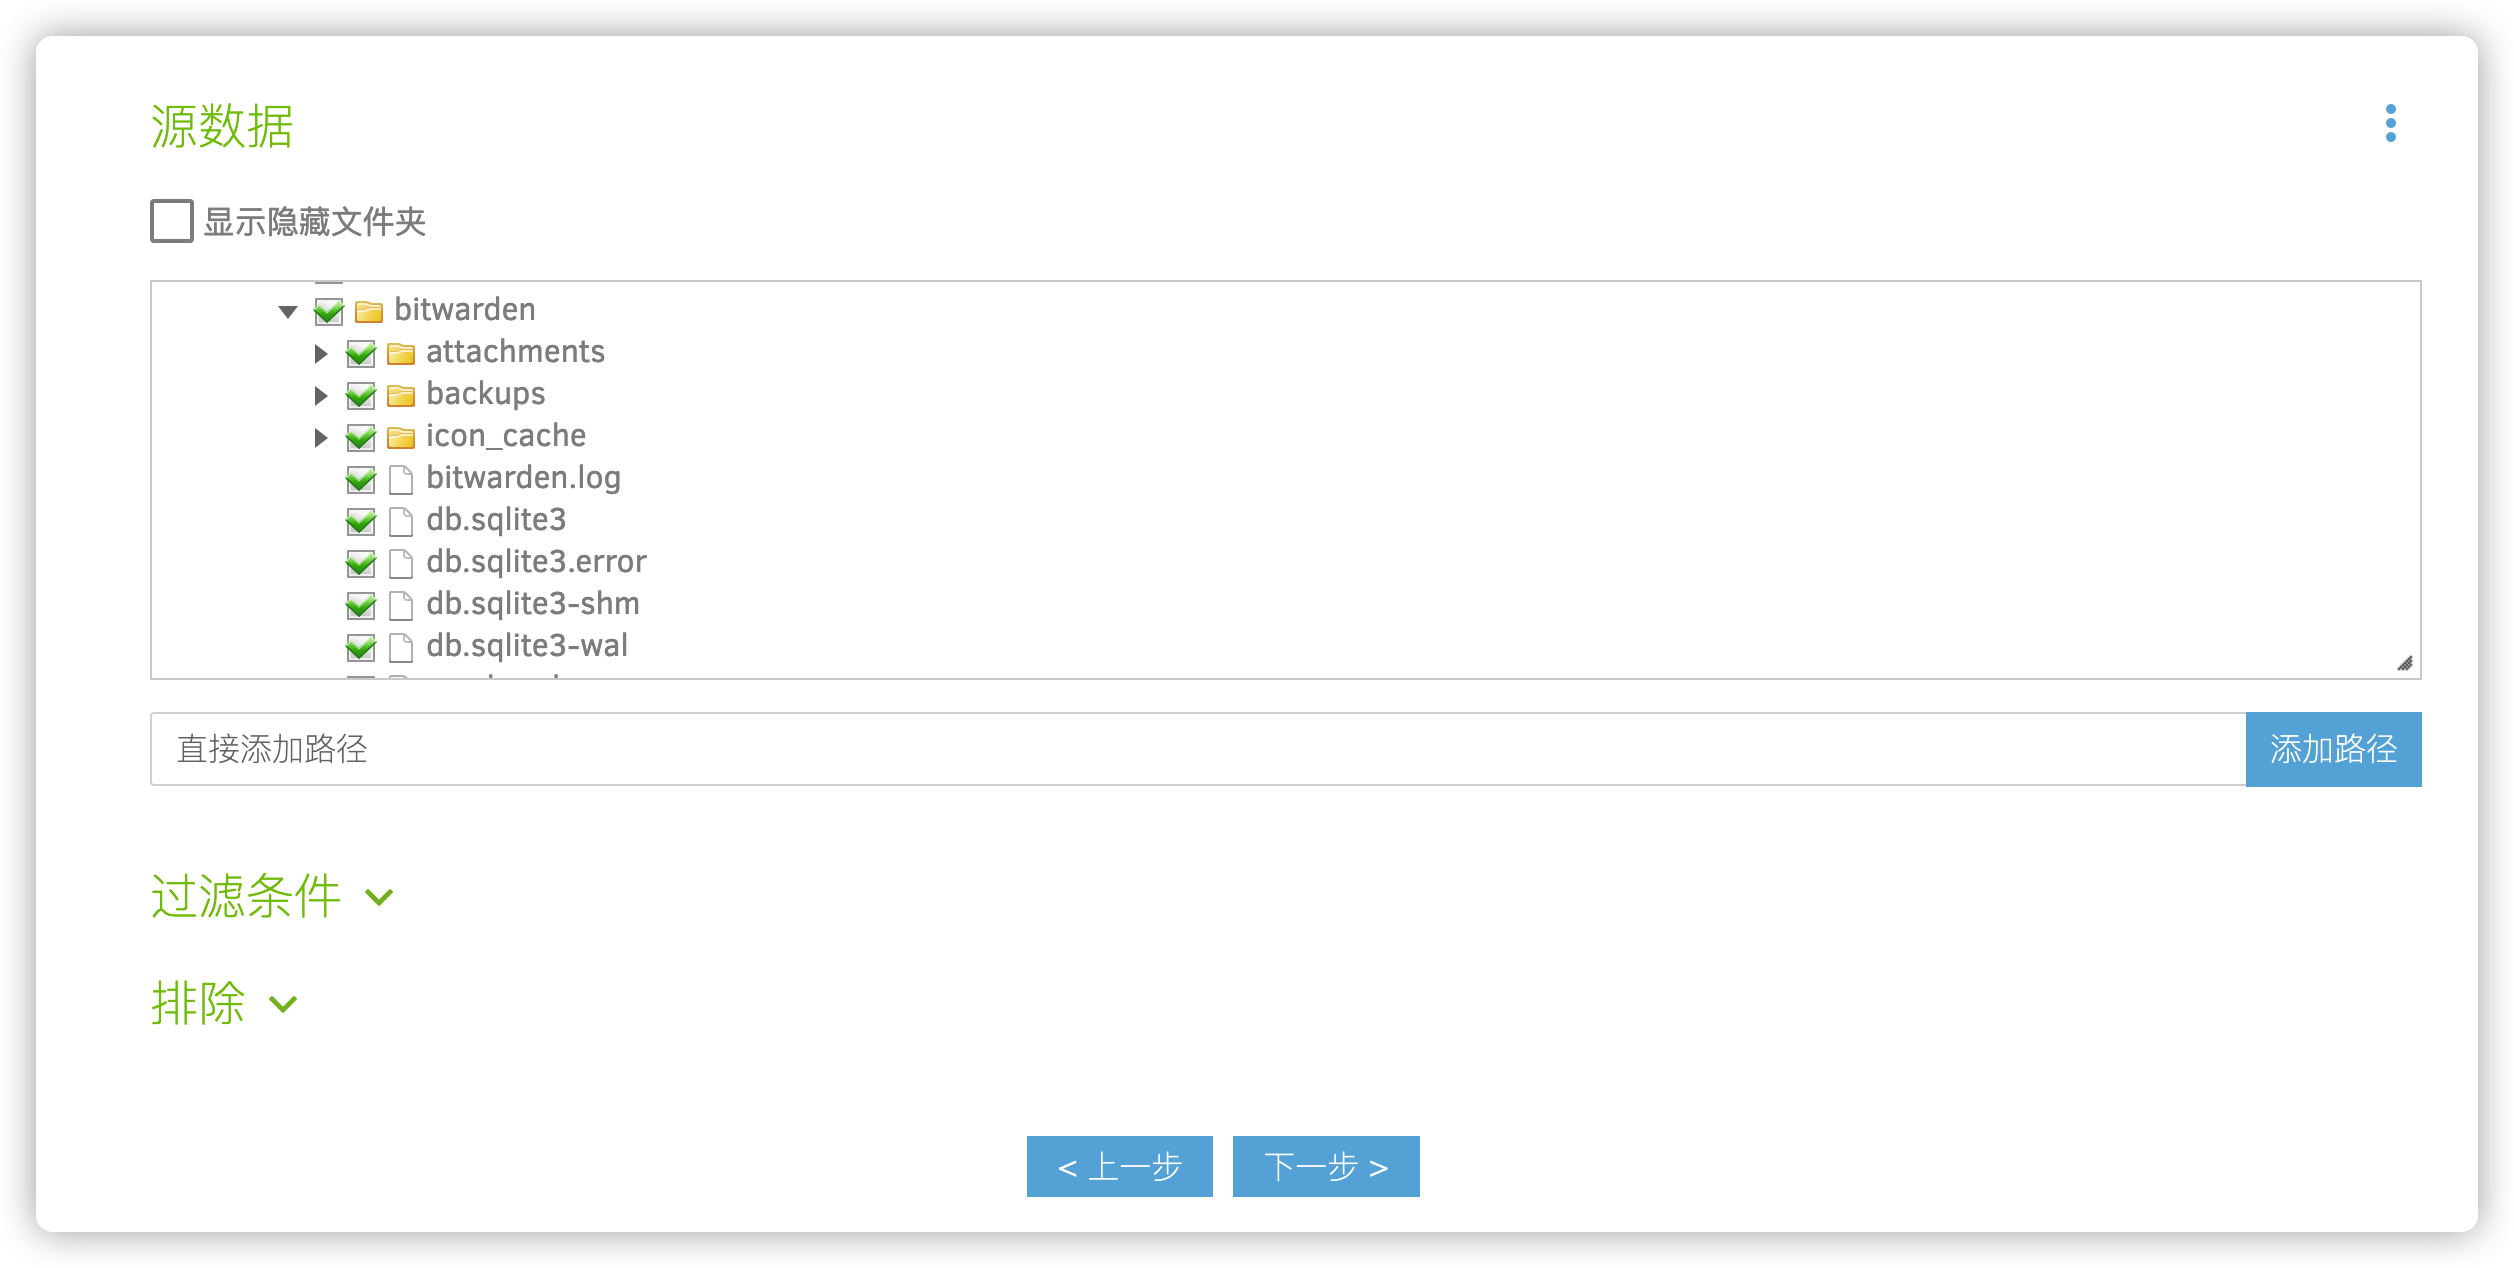 源数据
显示隐藏文件夹
bitwarden
attachments
backups
icon_cache
bitwarden.log
db.sqlite3
db.sqlite3.error
db.sqlite3-shm
db.sqlite3-wal
直接添加路径
添加路径
过滤条件
排除
< 上一步
下一步 >